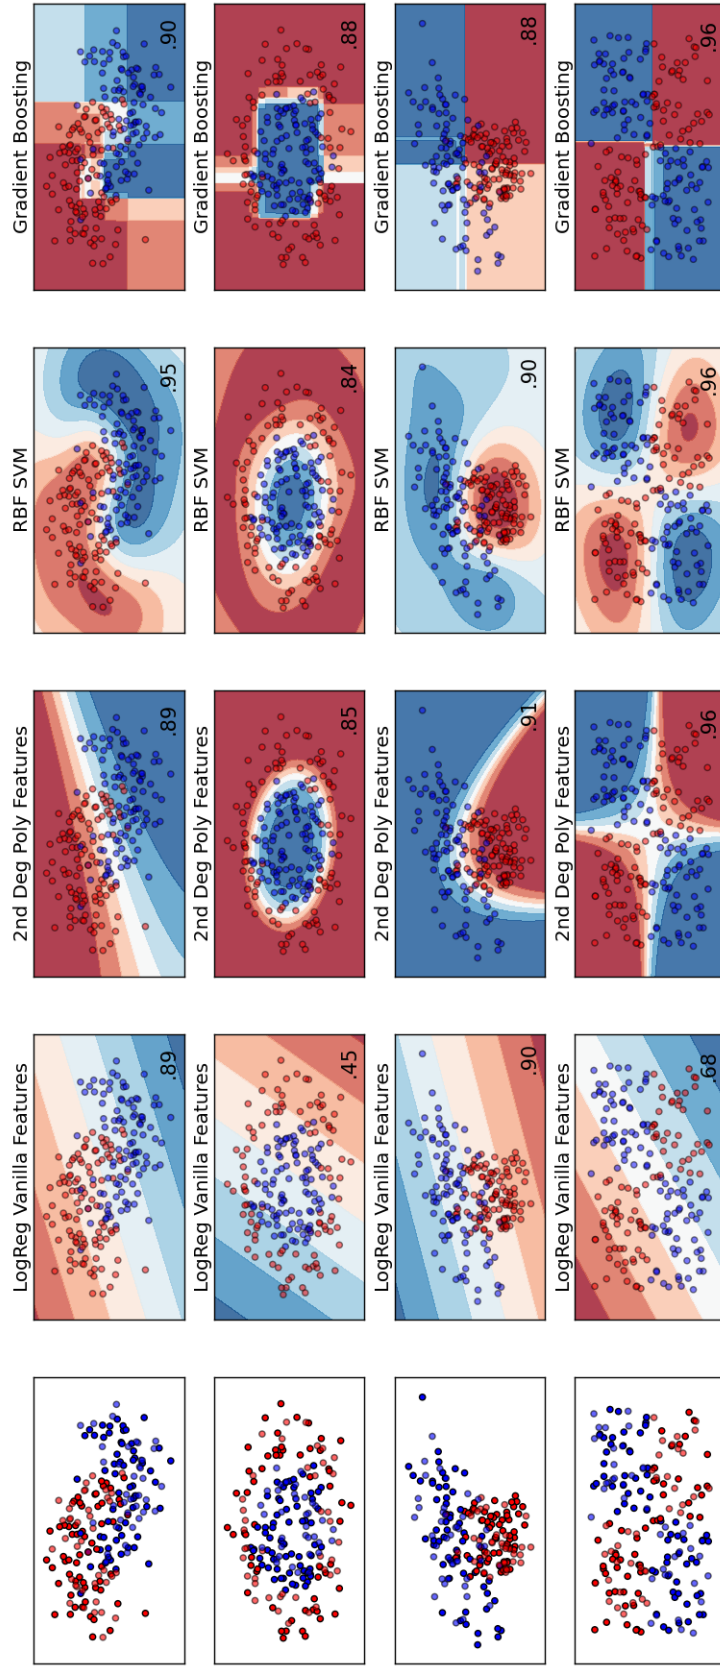 LogReg Vanilla Features
2nd Deg Poly Features
RBF SVM
Gradient Boosting
.89
.89
.95
.90
LogReg Vanilla Features
2nd Deg Poly Features
RBF SVM
Gradient Boosting
.45
.85
.84
.88
LogReg Vanilla Features
2nd Deg Poly Features
RBF SVM
Gradient Boosting
.90
.91
.90
.88
LogReg Vanilla Features
2nd Deg Poly Features
RBF SVM
Gradient Boosting
.68
.96
.96
.96